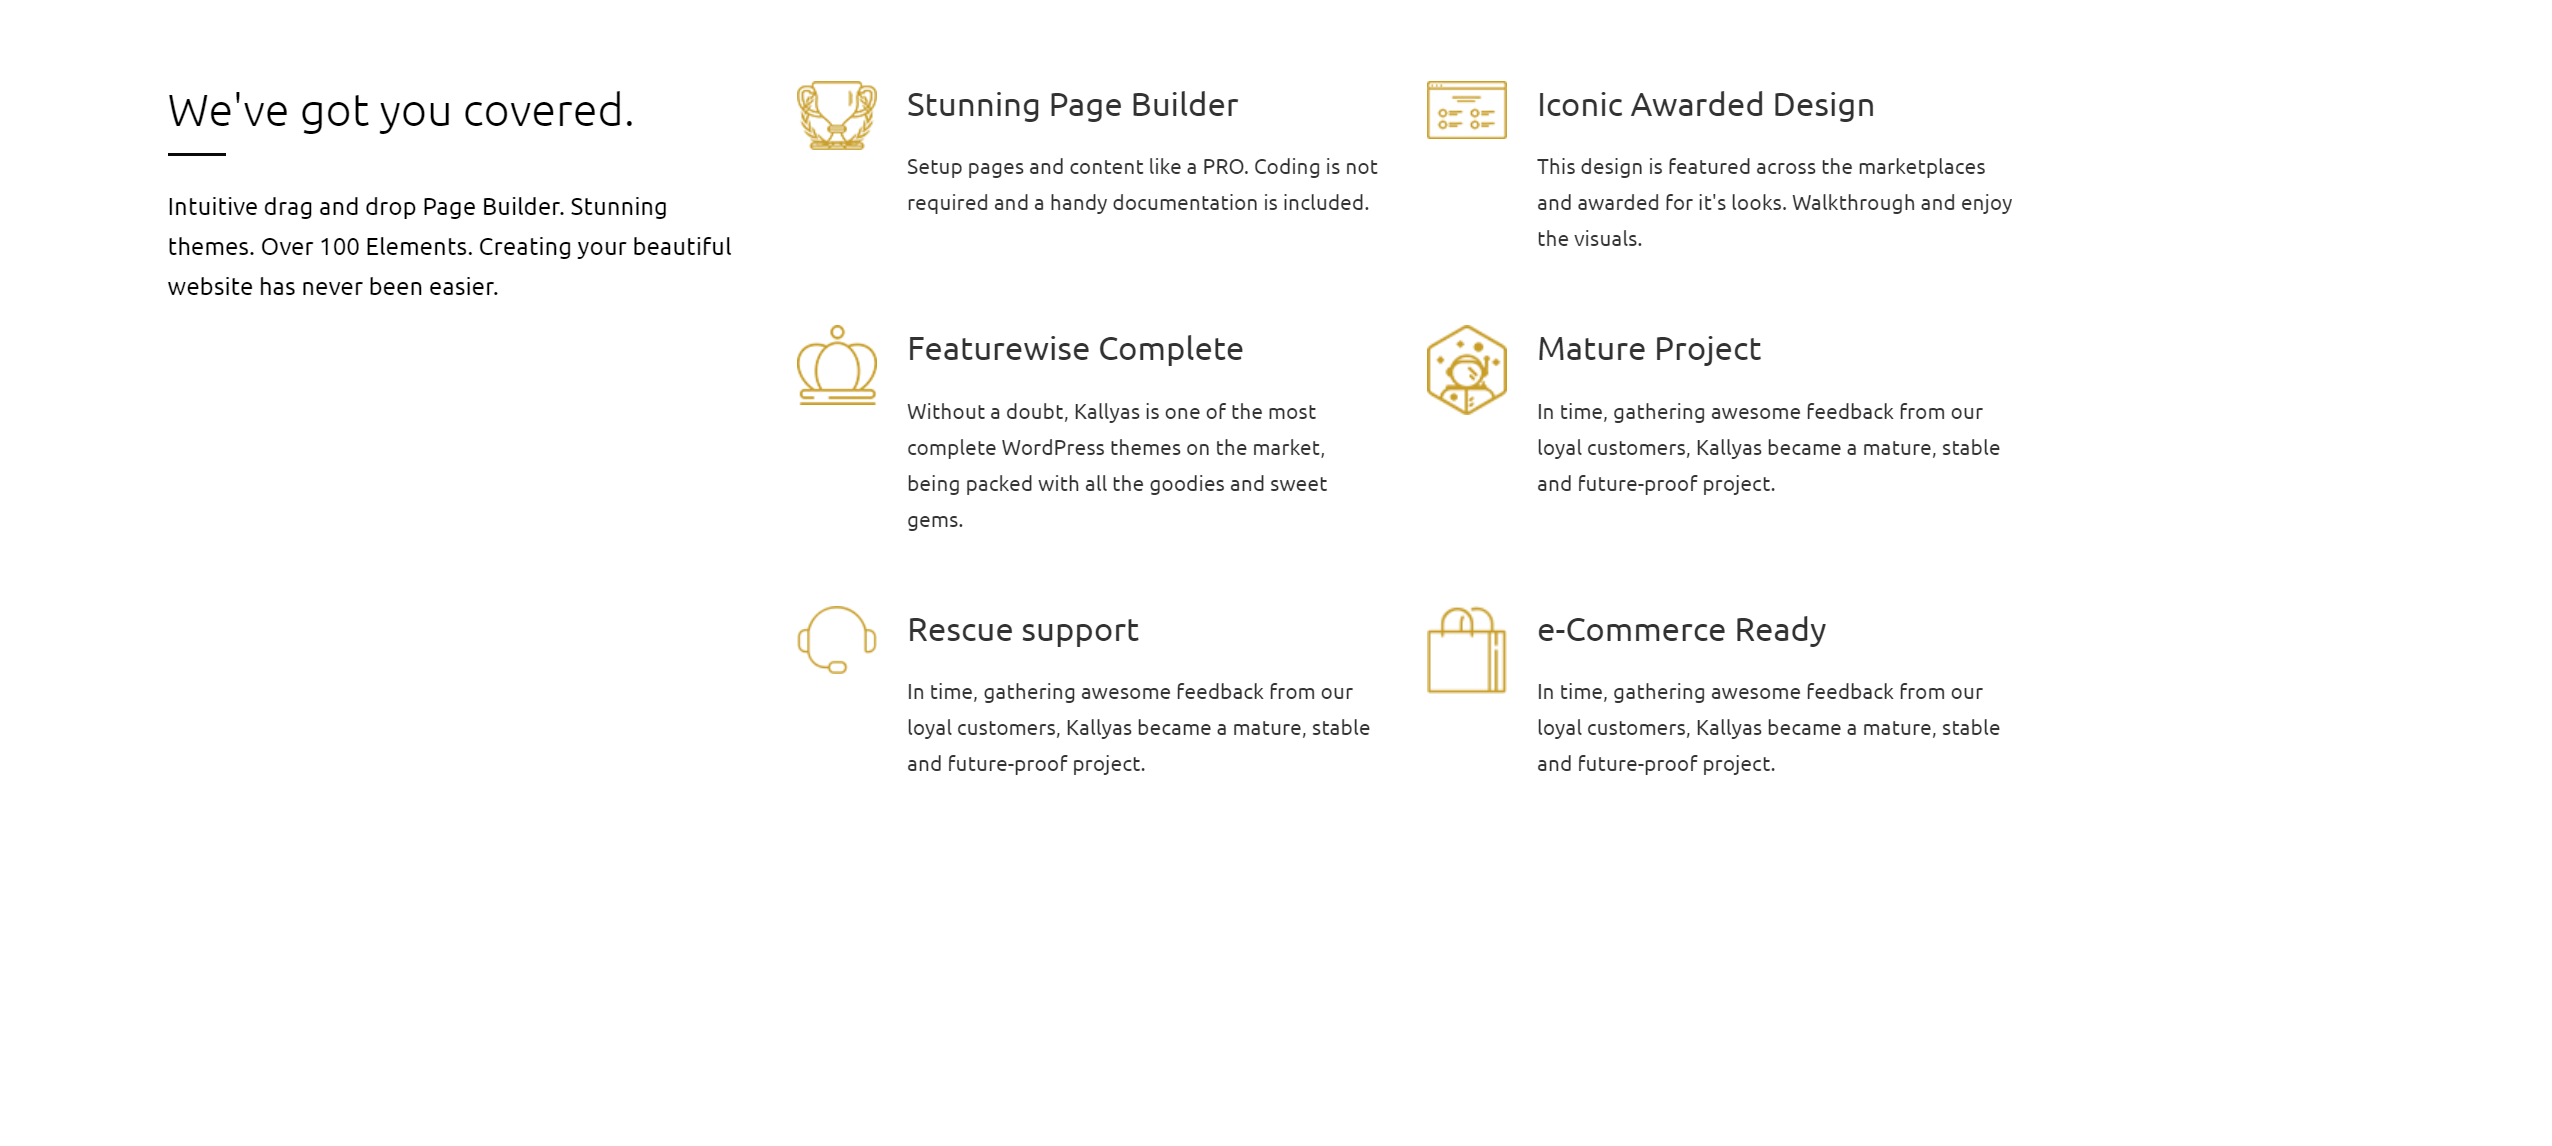 We've got you covered.
Intuitive drag and drop Page Builder. Stunning
themes. Over 100 Elements. Creating your beautiful
website has never been easier.
Stunning Page Builder
Setup pages and content like a PRO. Coding is not
required and a handy documentation is included.
Iconic Awarded Design
This design is featured across the marketplaces
and awarded for it's looks. Walkthrough and enjoy
the visuals.
Featurewise Complete
Without a doubt, Kallyas is one of the most
complete WordPress themes on the market,
being packed with all the goodies and sweet
gems.
Mature Project
In time, gathering awesome feedback from our
loyal customers, Kallyas became a mature, stable
and future-proof project.
Rescue support
In time, gathering awesome feedback from our
loyal customers, Kallyas became a mature, stable
and future-proof project.
e-Commerce Ready
In time, gathering awesome feedback from our
loyal customers, Kallyas became a mature, stable
and future-proof project.